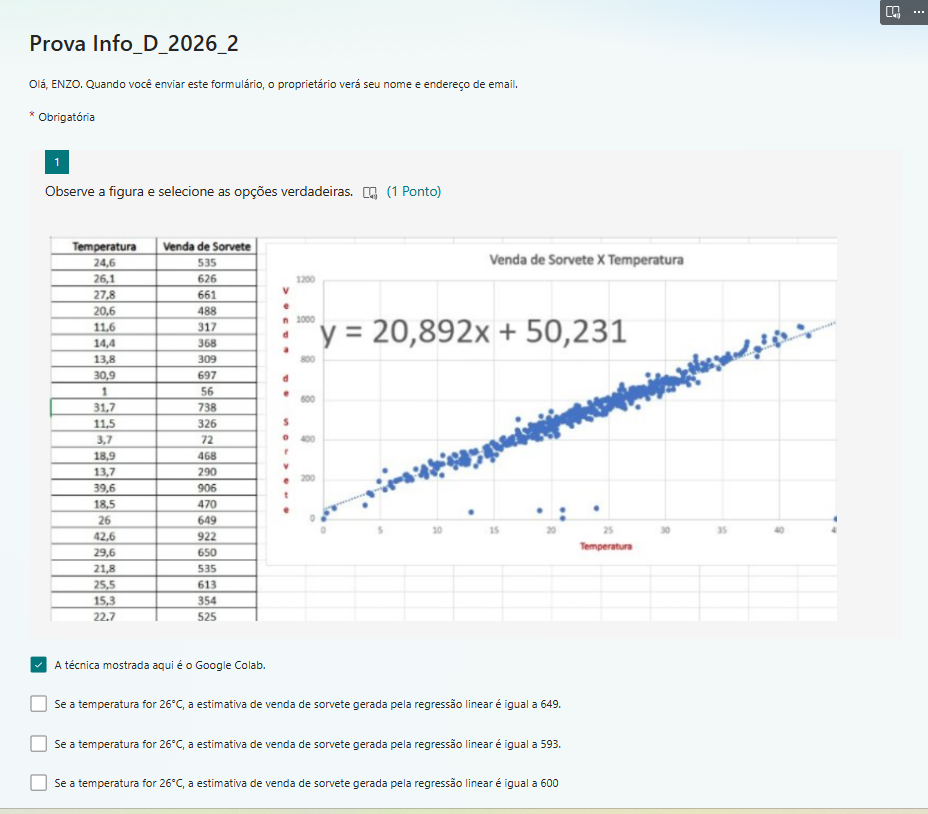 Prova Info_D_2026_2
Olá, ENZO. Quando você enviar este formulário, o proprietário verá seu nome e endereço de email.
* Obrigatória
1
Observe a figura e selecione as opções verdadeiras. (1 Ponto)
Temperatura Venda de Sorvete
24,6 535
26,1 626
27,8 661
20,6 488
11,6 317
14,4 368
13,8 309
30,9 697
1 56
31,7 738
11,5 326
3,7 72
18,9 468
13,7 290
39,6 906
18,5 470
26 649
42,6 922
29,6 650
21,8 535
25,5 613
15,3 354
22,7 525
Venda de Sorvete X Temperatura
Venda de Sorvete
1200
1000
800
600
400
200
0
y = 20,892x + 50,231
0 5 10 15 20 25 30 35 40
Temperatura
A técnica mostrada aqui é o Google Colab.
Se a temperatura for 26°C, a estimativa de venda de sorvete gerada pela regressão linear é igual a 649.
Se a temperatura for 26°C, a estimativa de venda de sorvete gerada pela regressão linear é igual a 593.
Se a temperatura for 26°C, a estimativa de venda de sorvete gerada pela regressão linear é igual a 600